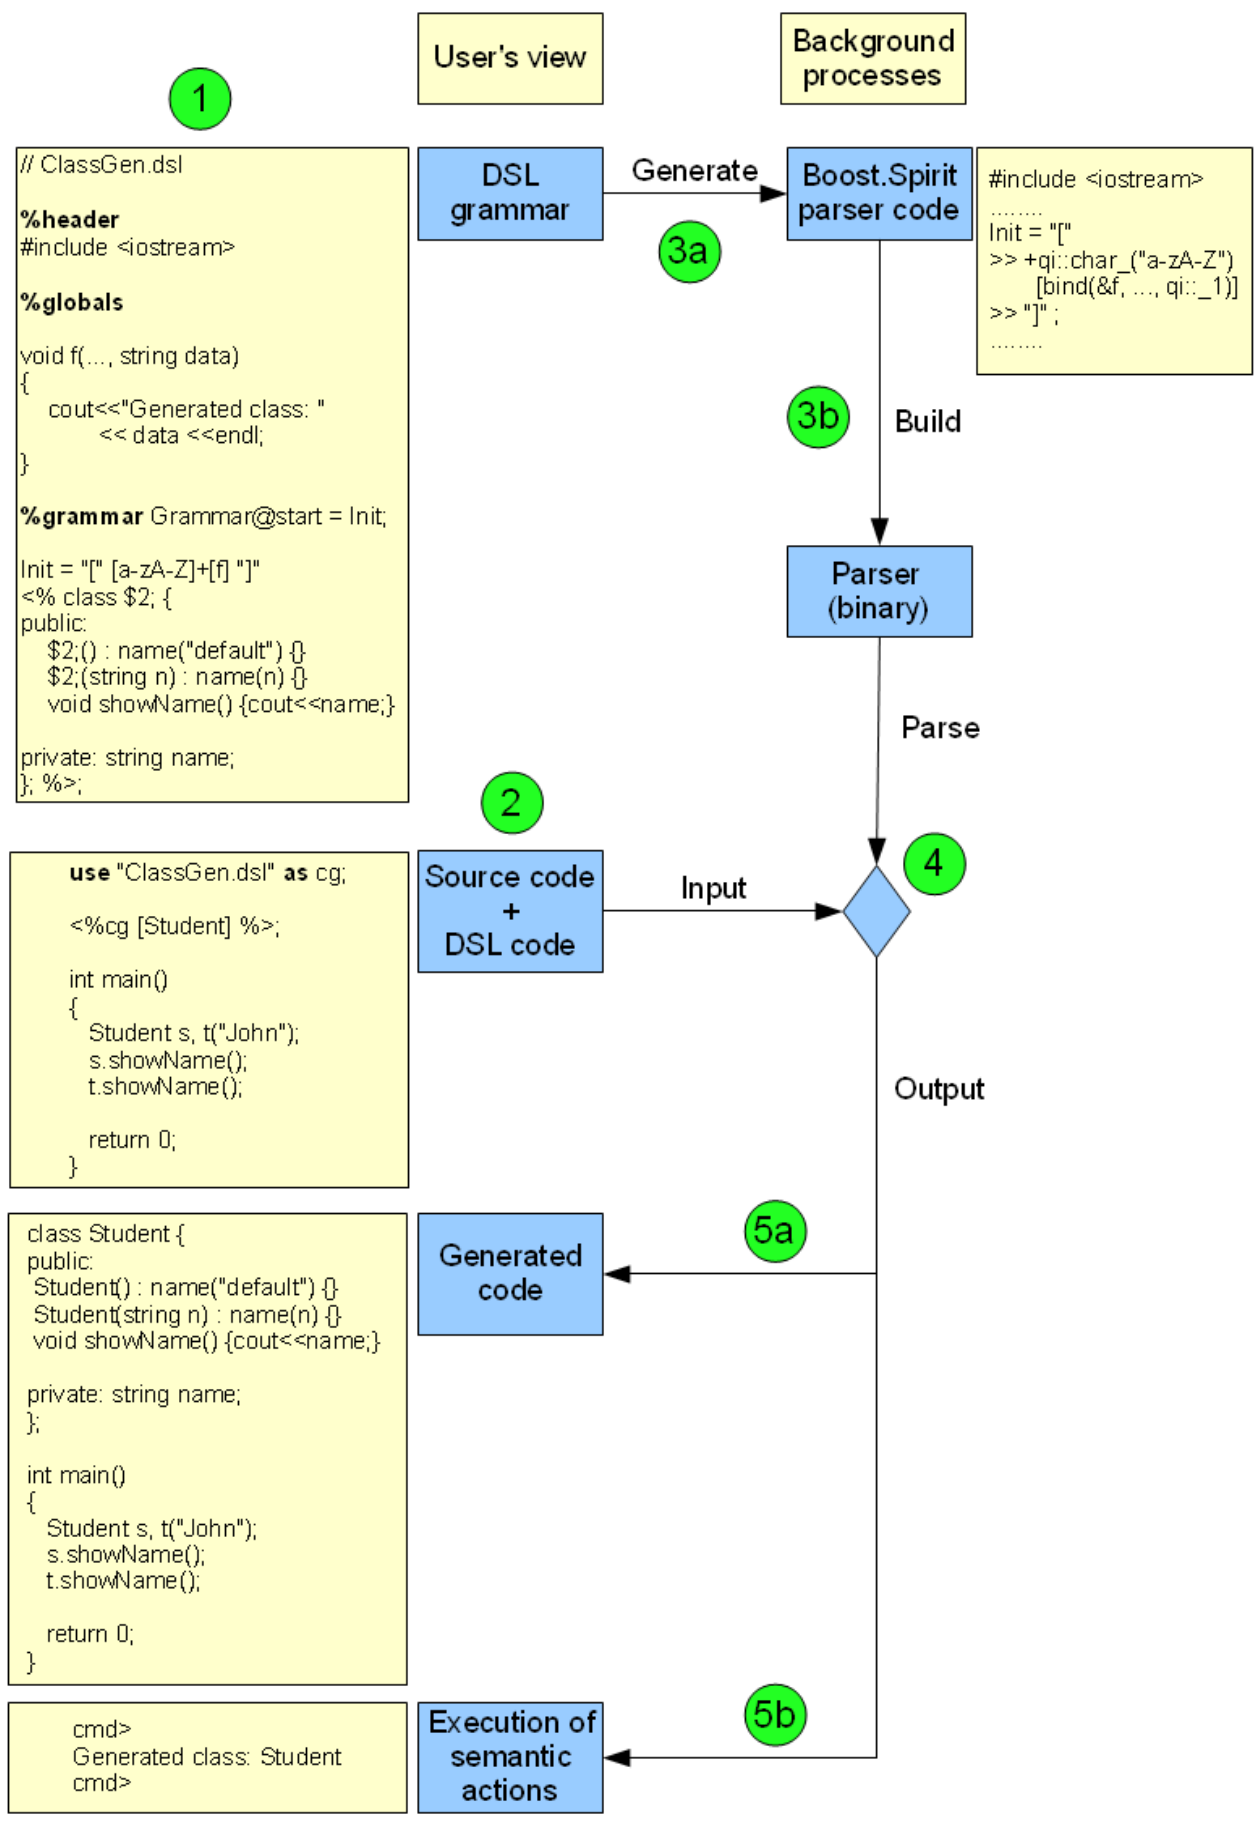 User's view
Background
processes
1
// ClassGen.dsl
%header
#include <iostream>
%globals
void f(..., string data)
{
cout<<"Generated class: "
<< data <<endl;
}
%grammar Grammar@start = Init;
Init = "[" [a-zA-Z]+[f] "]"
<% class $2; {
public:
$2;() : name("default") {}
$2;(string n) : name(n) {}
void showName() {cout<<name;}
private: string name;
}; %>;
DSL
grammar
Generate
3a
Boost.Spirit
parser code
#include <iostream>
........
Init = "["
>> +qi::char_("a-zA-Z")
[bind(&f, ..., qi::_1)]
>> "]" ;
........
3b
Build
Parser
(binary)
Parse
2
use "ClassGen.dsl" as cg;
<%cg [Student] %>;
int main()
{
Student s, t("John");
s.showName();
t.showName();
return 0;
}
Source code
+
DSL code
Input
4
Output
class Student {
public:
Student() : name("default") {}
Student(string n) : name(n) {}
void showName() {cout<<name;}
private: string name;
};
int main()
{
Student s, t("John");
s.showName();
t.showName();
return 0;
}
Generated
code
5a
cmd>
Generated class: Student
cmd>
Execution of
semantic
actions
5b